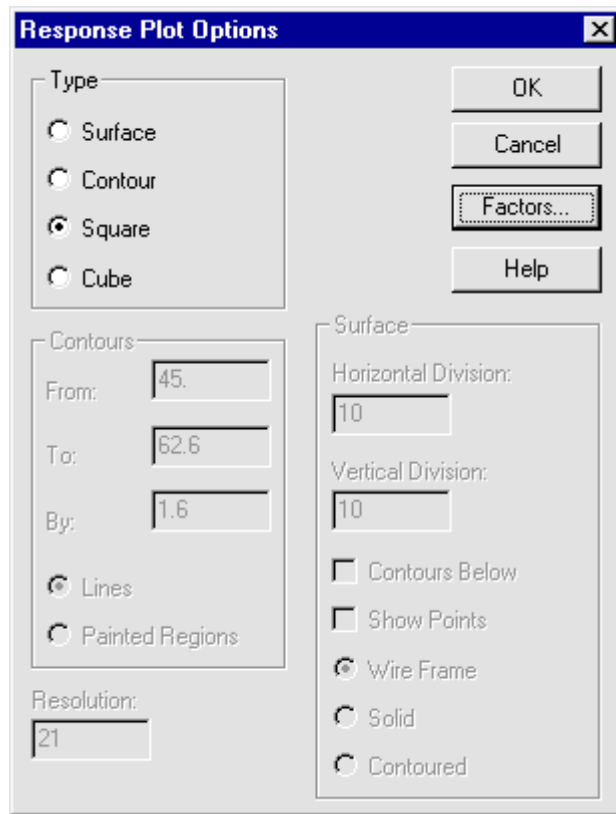 Response Plot Options
Type
Surface
Contour
Square
Cube
OK
Cancel
Factors...
Help
Contours
From: 45.
To: 62.6
By: 1.6
Lines
Painted Regions
Resolution:
21
Surface
Horizontal Division:
10
Vertical Division:
10
Contours Below
Show Points
Wire Frame
Solid
Contoured